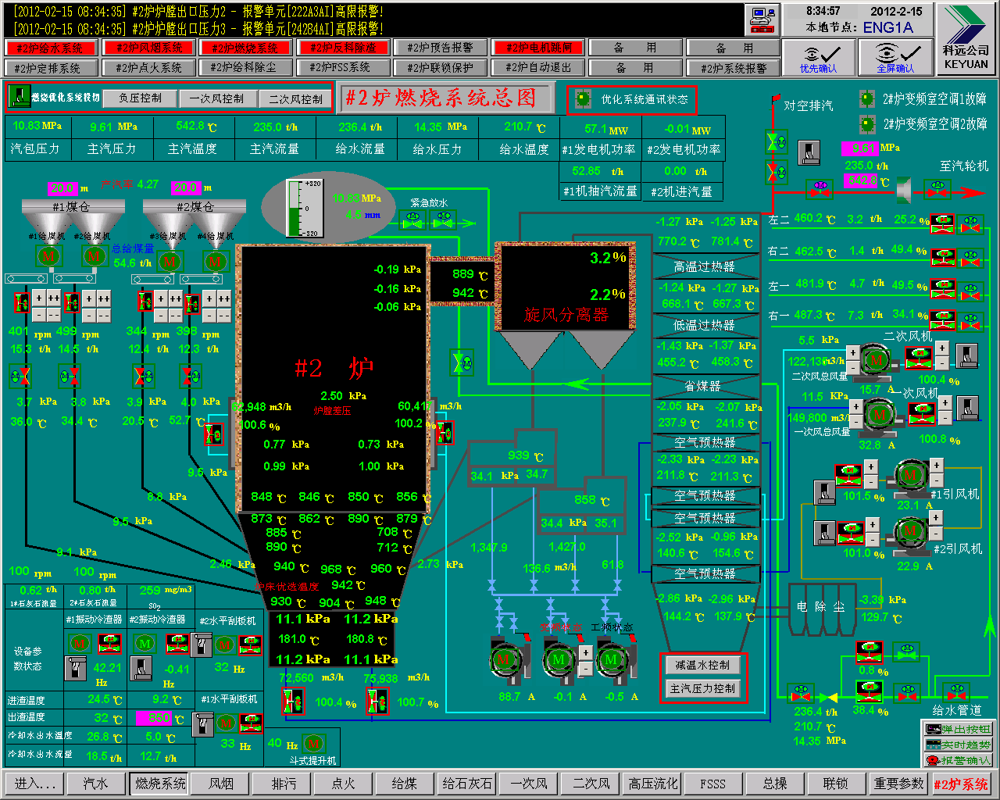 [2012-02-15 08:34:35] #2炉炉膛出口压力2 - 报警单元[222A3AI]高限报警!
[2012-02-15 08:34:35] #2炉炉膛出口压力3 - 报警单元[24284AI]高限报警!
8:34:57 2012-2-15
本地节点: ENG1A
科远公司
KEYUAN
#2炉给水系统 #2炉风烟系统 #2炉燃烧系统 #2炉反料除渣 #2炉预告报警 #2炉电机跳闸 备 用 备 用
优先确认 全屏确认
#2炉定排系统 #2炉点火系统 #2炉给料除尘 #2炉FSS系统 #2炉联锁保护 #2炉自动退出 备 用 #2炉系统报警
燃烧优化系统投切 负压控制 一次风控制 二次风控制
#2炉燃烧系统总图
优化系统通讯状态
对空排汽
2#炉变频室空调1故障
2#炉变频室空调2故障
10.83 MPa 9.61 MPa 542.8 ℃ 235.0 t/h 236.4 t/h 14.35 MPa 210.7 ℃ 57.1 MW -0.01 MW
汽包压力 主汽压力 主汽温度 主汽流量 给水流量 给水压力 给水温度 #1发电机功率 #2发电机功率
52.85 t/h 0.00 t/h
#1机抽汽流量 #2机进汽量
9.61 MPa
235.0 t/h
542.8 ℃
至汽轮机
20.0 m 4.27 20.0 m
#1煤仓 #2煤仓
#1给煤机 #2给煤机 #3给煤机 #4给煤机
总给煤量
54.6 t/h
+320
0
-320
10.83 MPa
4.5 mm
紧急放水
401 rpm 499 rpm 344 rpm 398 rpm
15.3 t/h 14.5 t/h 12.4 t/h 12.3 t/h
3.7 kPa 3.8 kPa 3.9 kPa 4.0 kPa
36.0 ℃ 34.4 ℃ 20.5 ℃ 52.7 ℃
9.5 kPa
8.8 kPa
9.5 kPa
9.1 kPa
100 rpm 100 rpm
-0.19 kPa
-0.16 kPa
-0.06 kPa
#2 炉
2.50 kPa
炉膛差压
52,948 m3/h 60,417 m3/h
100.6 % 100.2 %
0.77 kPa 0.73 kPa
0.99 kPa 1.00 kPa
848 ℃ 846 ℃ 850 ℃ 856 ℃
873 ℃ 862 ℃ 890 ℃ 879 ℃
885 ℃ 708 ℃
890 ℃ 712 ℃
2.46 kPa 2.73 kPa
940 ℃ 968 ℃ 960 ℃
炉床优选温度 942 ℃
930 ℃ 904 ℃ 948 ℃
11.1 kPa 11.2 kPa
181.0 ℃ 180.8 ℃
11.2 kPa 11.1 kPa
72,560 m3/h 75,938 m3/h
100.4 % 100.7 %
889 ℃
942 ℃
3.2 %
2.2 %
旋风分离器
939 ℃
34.1 kPa 34.7
858 ℃
34.4 kPa 35.1
1,347.9 1,427.0
136.6 m3/h 61.8
工频状态
88.7 A -0.1 A -0.5 A
-1.27 kPa -1.25 kPa
770.2 ℃ 781.4 ℃
高温过热器
-1.24 kPa -1.27 kPa
668.1 ℃ 667.3 ℃
低温过热器
-1.43 kPa -1.37 kPa
455.2 ℃ 458.3 ℃
省煤器
-2.05 kPa -2.07 kPa
237.9 ℃ 241.6 ℃
空气预热器
-2.33 kPa -2.23 kPa
211.8 ℃ 211.3 ℃
空气预热器
空气预热器
-2.52 kPa -0.96 kPa
140.6 ℃ 154.6 ℃
空气预热器
-2.86 kPa -2.96 kPa
144.2 ℃ 137.9 ℃
减温水控制
主汽压力控制
左二 460.2 ℃ 3.2 t/h 25.2 %
右二 462.5 ℃ 1.4 t/h 49.4 %
左一 481.9 ℃ 4.7 t/h 49.5 %
右一 487.3 ℃ 7.3 t/h 34.1 %
5.5 kPa 二次风机
122,135 m3/h
二次风总风量
15.7 A 100.4 %
11.5 KPa 一次风机
149,800 m3/h
一次风总风量
32.8 A 100.8 %
101.5 % #1引风机
23.1 A
101.0 % #2引风机
22.9 A
电 除 尘
-3.39 kPa
129.7 ℃
0.8 %
38.4 %
236.4 t/h
210.7 ℃
14.35 MPa
给水管道
弹出按钮
实时趋势
报警确认
0.62 t/h 0.80 t/h 259 mg/m3
1#石灰石流量 2#石灰石流量 SO2
#1振动冷渣器 #2振动冷渣器 #2水平刮板机
设备参
数状态
42.21 Hz -0.41 Hz 32 Hz
进渣温度 24.5 ℃ 9.2 ℃ #1水平刮板机
出渣温度 32 ℃ 850 ℃
冷却水出水温度 26.8 ℃ 5.0 ℃ 33 Hz
冷却水出水流量 18.5 t/h 12.7 t/h
40 Hz
斗式提升机
进入... 汽水 燃烧系统 风烟 排污 点火 给煤 给石灰石 一次风 二次风 高压流化 FSSS 总操 联锁 重要参数 #2炉系统